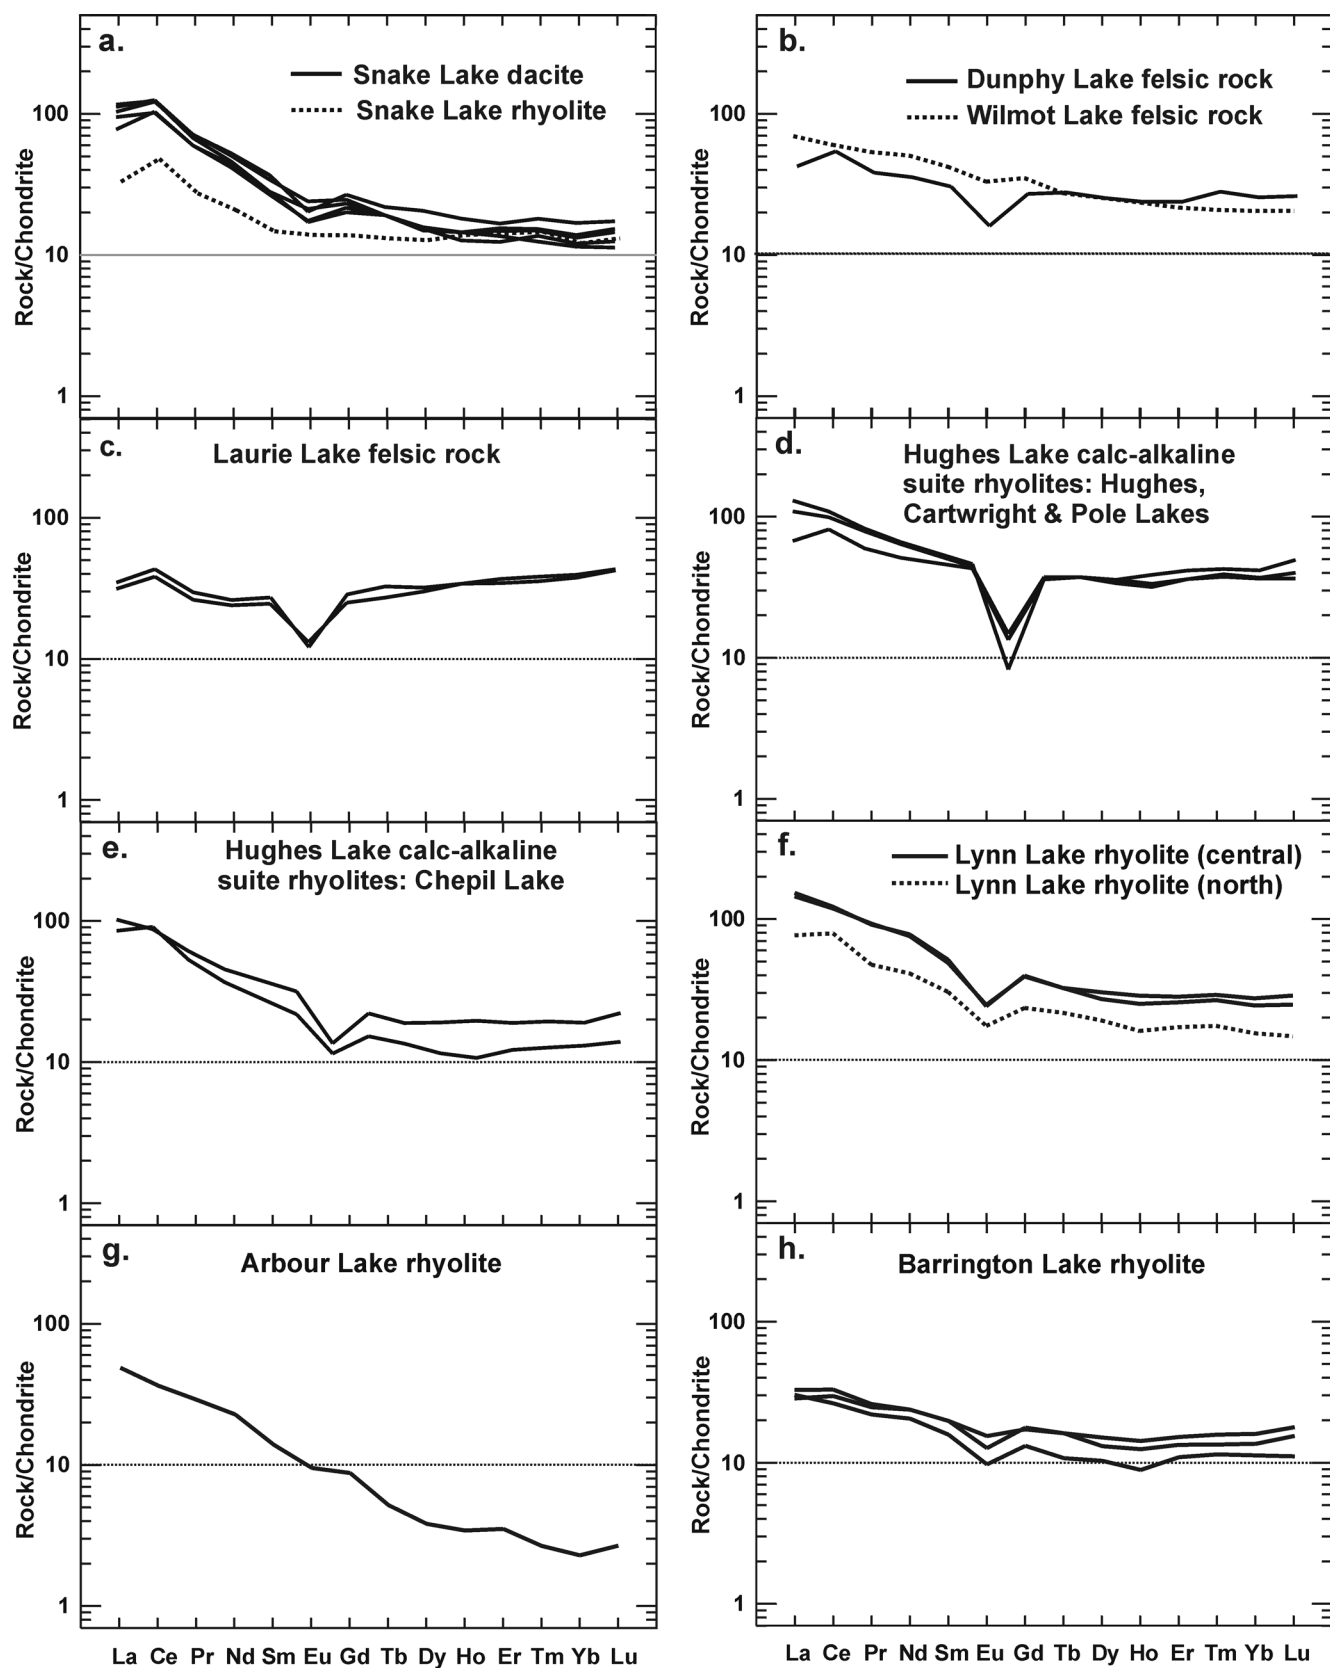 a.
Snake Lake dacite
Snake Lake rhyolite
100
10
1
Rock/Chondrite
b.
Dunphy Lake felsic rock
Wilmot Lake felsic rock
100
10
1
Rock/Chondrite
c.
Laurie Lake felsic rock
100
10
1
Rock/Chondrite
d.
Hughes Lake calc-alkaline
suite rhyolites: Hughes,
Cartwright & Pole Lakes
100
10
1
Rock/Chondrite
e.
Hughes Lake calc-alkaline
suite rhyolites: Chepil Lake
100
10
1
Rock/Chondrite
f.
Lynn Lake rhyolite (central)
Lynn Lake rhyolite (north)
100
10
1
Rock/Chondrite
g.
Arbour Lake rhyolite
100
10
1
Rock/Chondrite
La Ce Pr Nd Sm Eu Gd Tb Dy Ho Er Tm Yb Lu
h.
Barrington Lake rhyolite
100
10
1
Rock/Chondrite
La Ce Pr Nd Sm Eu Gd Tb Dy Ho Er Tm Yb Lu